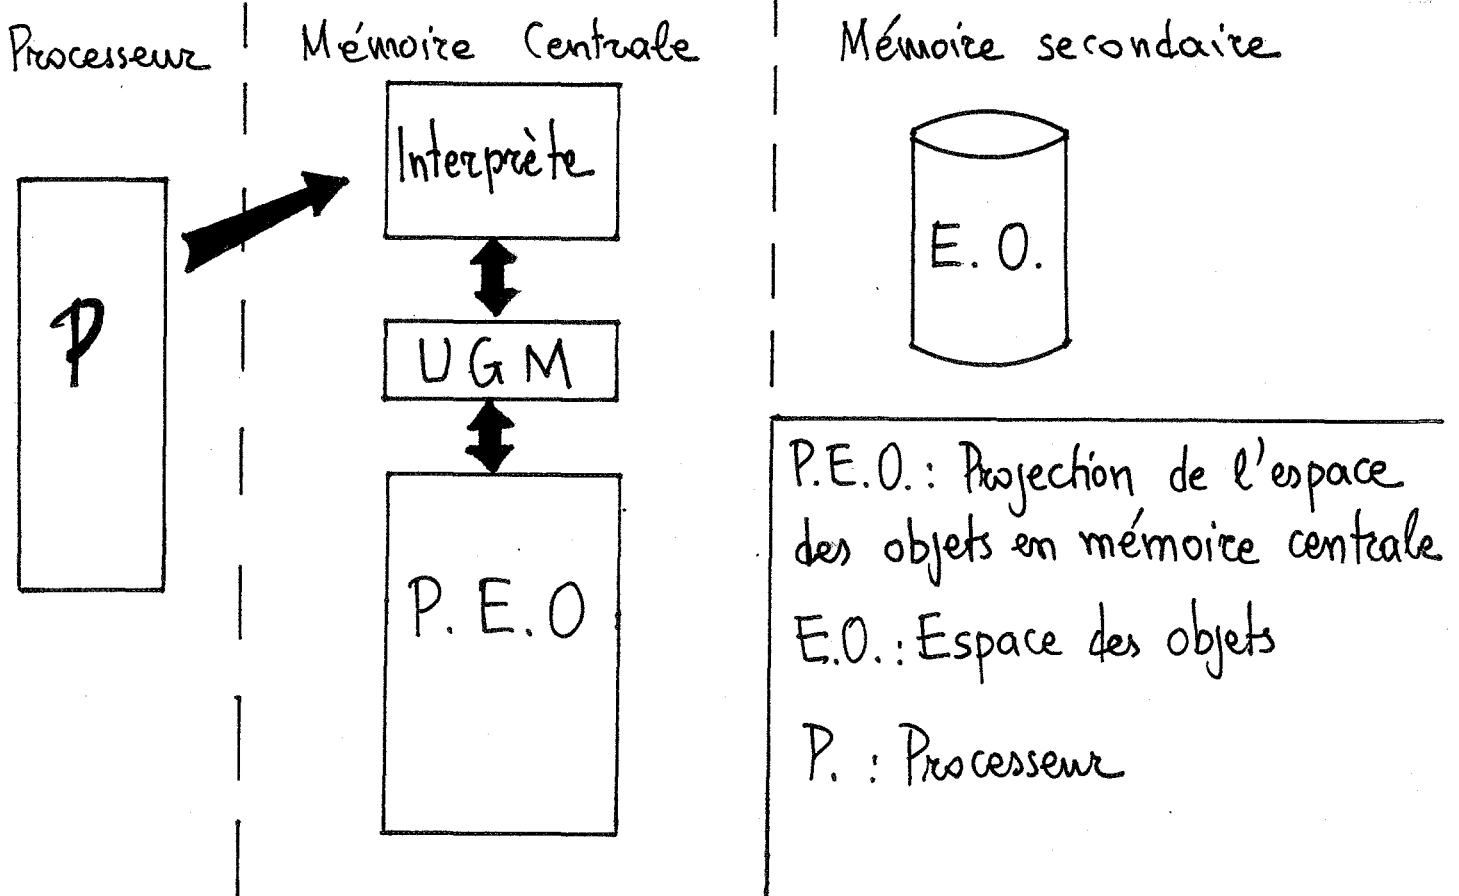 Processeur
Mémoire Centrale
Mémoire secondaire
Interprète
P
E.O.
UGM
P.E.O
P.E.O.: Projection de l'espace
des objets en mémoire centrale
E.O.: Espace des objets
P. : Processeur